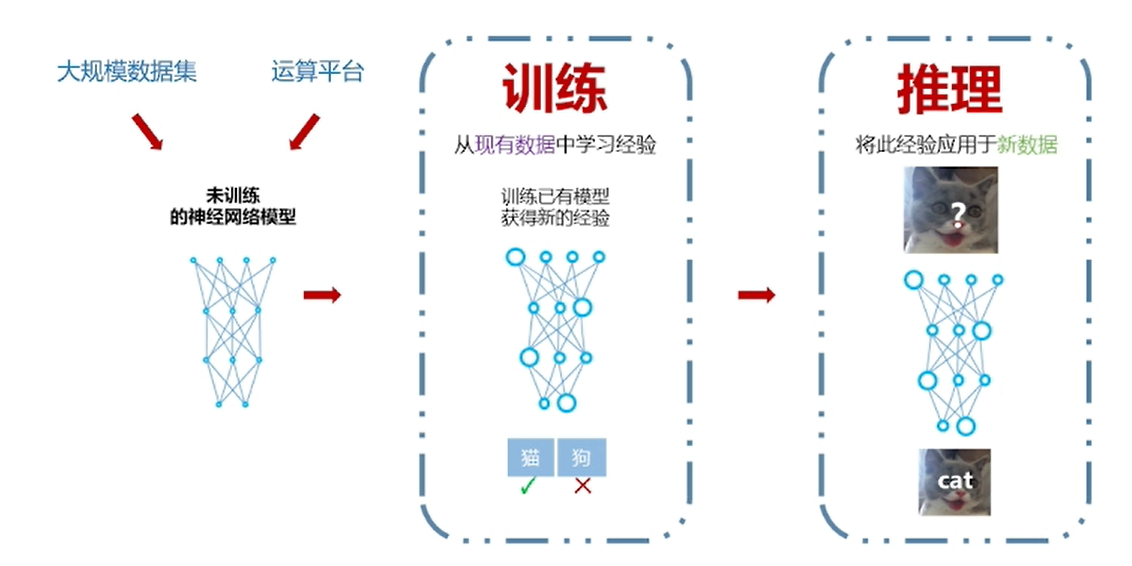 大规模数据集
运算平台
未训练
的神经网络模型
训练
从现有数据中学习经验
训练已有模型
获得新的经验
猫
狗
✓
✕
推理
将此经验应用于新数据
?
cat